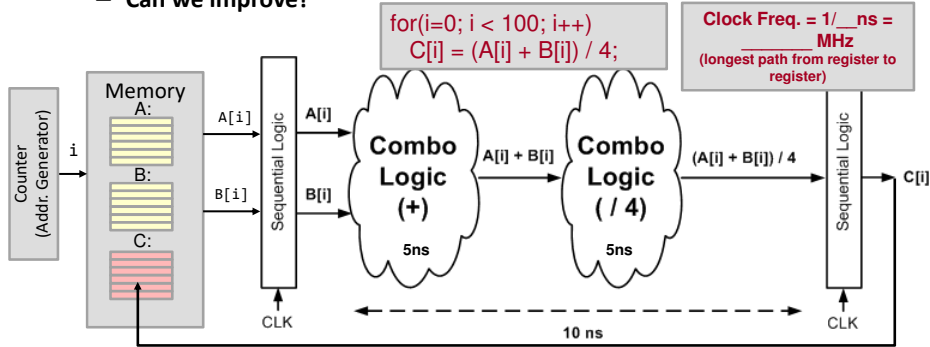 – Can we improve?
for(i=0; i < 100; i++)
C[i] = (A[i] + B[i]) / 4;
Clock Freq. = 1/__ns =
_______ MHz
(longest path from register to
register)
Counter
(Addr. Generator)
i
Memory
A:
B:
C:
A[i]
B[i]
Sequential Logic
CLK
A[i]
B[i]
Combo
Logic
(+)
5ns
A[i] + B[i]
Combo
Logic
( / 4)
5ns
(A[i] + B[i]) / 4
Sequential Logic
CLK
C[i]
10 ns